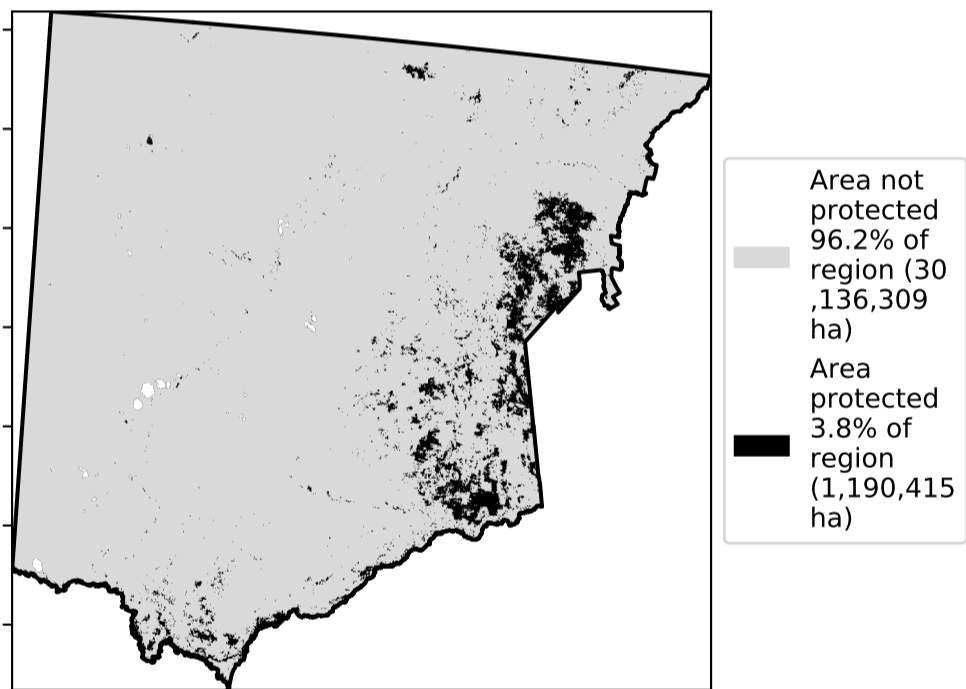 Area not
protected
96.2% of
region (30
,136,309
ha)
Area
protected
3.8% of
region
(1,190,415
ha)